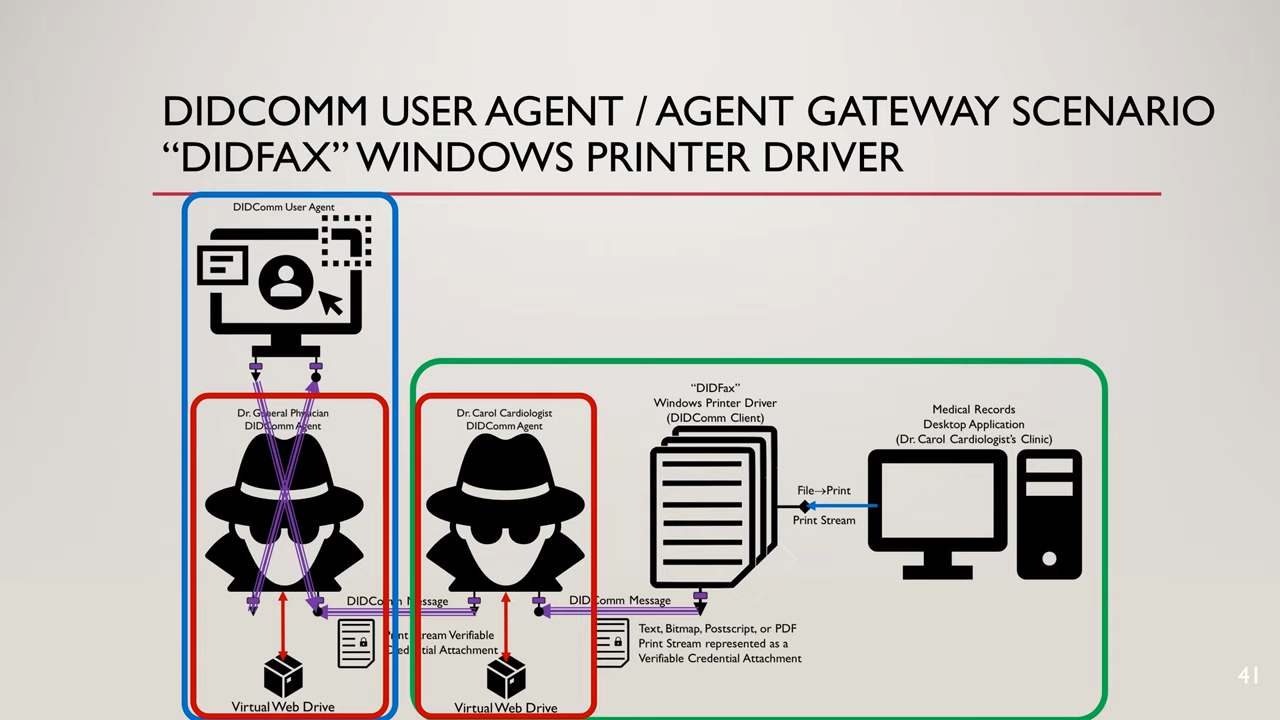 DIDCOMM USER AGENT / AGENT GATEWAY SCENARIO
“DIDFAX” WINDOWS PRINTER DRIVER
DIDComm User Agent
Dr. General Physician
DIDComm Agent
Dr. Carol Cardiologist
DIDComm Agent
“DIDFax”
Windows Printer Driver
(DIDComm Client)
Medical Records
Desktop Application
(Dr. Carol Cardiologist’s Clinic)
File→Print
Print Stream
DIDComm Message
DIDComm Message
Print Stream Verifiable
Credential Attachment
Text, Bitmap, Postscript, or PDF
Print Stream represented as a
Verifiable Credential Attachment
Virtual Web Drive
Virtual Web Drive
41